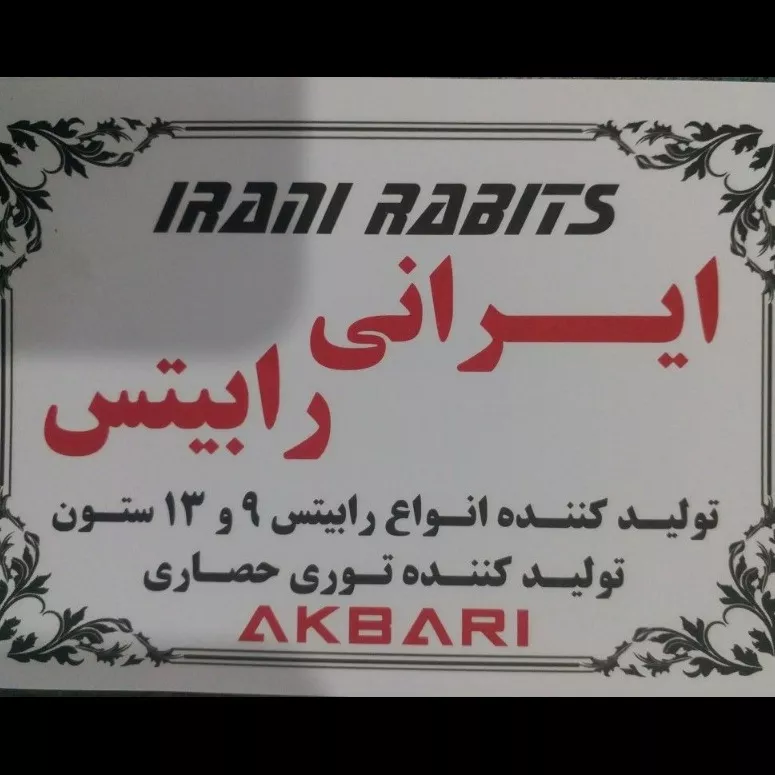 IRANI RABITS
ایرانی
رابیتس
تولید کننده انواع رابیتس ۹ و ۱۳ ستون
تولید کننده توری حصاری
AKBARI